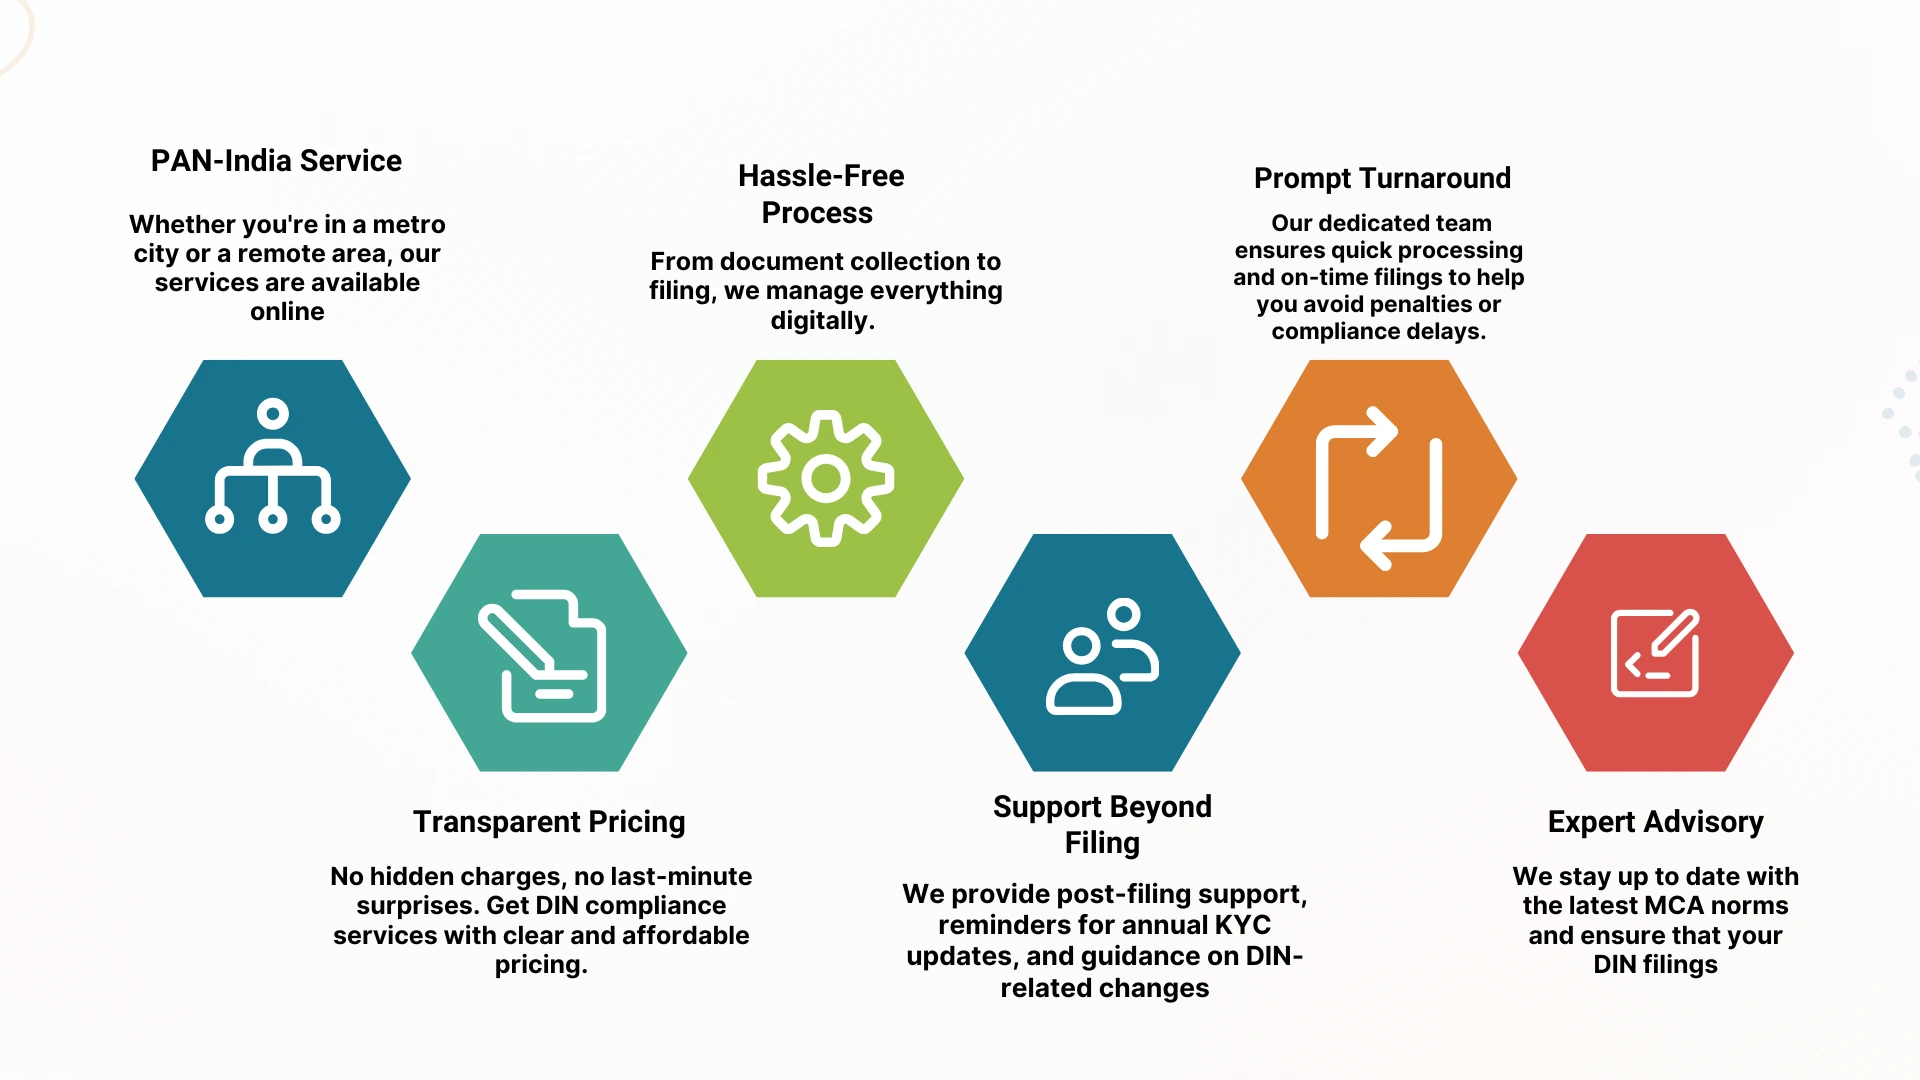 PAN-India Service
Whether you're in a metro
city or a remote area, our
services are available
online
Transparent Pricing
No hidden charges, no last-minute
surprises. Get DIN compliance
services with clear and affordable
pricing.
Hassle-Free
Process
From document collection to
filing, we manage everything
digitally.
Support Beyond
Filing
We provide post-filing support,
reminders for annual KYC
updates, and guidance on DIN-
related changes
Prompt Turnaround
Our dedicated team
ensures quick processing
and on-time filings to help
you avoid penalties or
compliance delays.
Expert Advisory
We stay up to date with
the latest MCA norms
and ensure that your
DIN filings